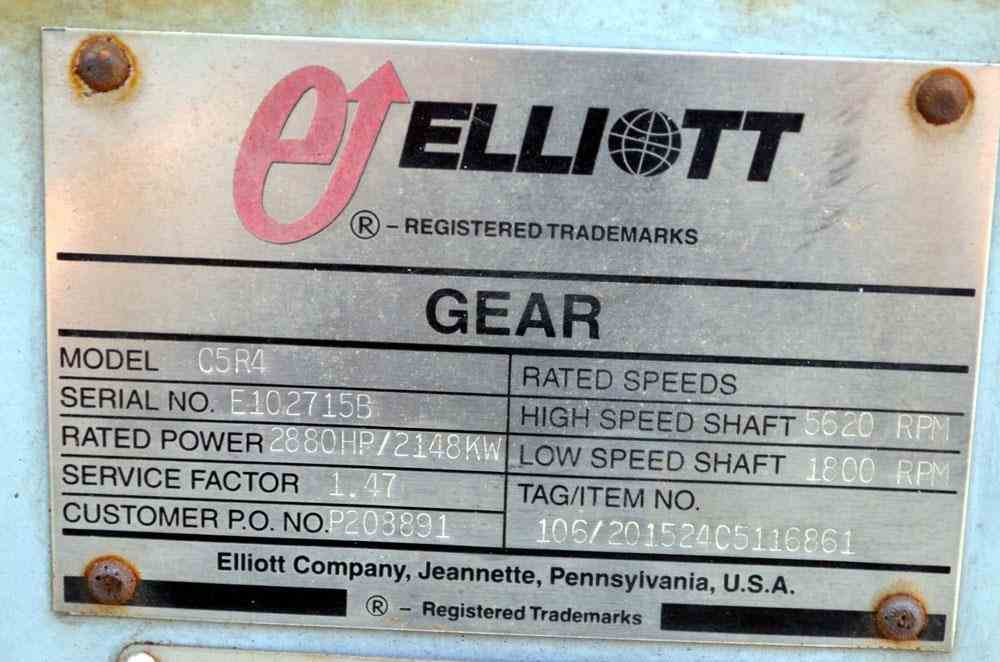 ELLIOTT
® – REGISTERED TRADEMARKS
GEAR
MODEL C5R4
SERIAL NO. E102715B
RATED POWER 2880HP/2148KW
SERVICE FACTOR 1.47
CUSTOMER P.O. NO. P208891
RATED SPEEDS
HIGH SPEED SHAFT 5620 RPM
LOW SPEED SHAFT 1800 RPM
TAG/ITEM NO.
106/201524C5116861
Elliott Company, Jeannette, Pennsylvania, U.S.A.
® – Registered Trademarks